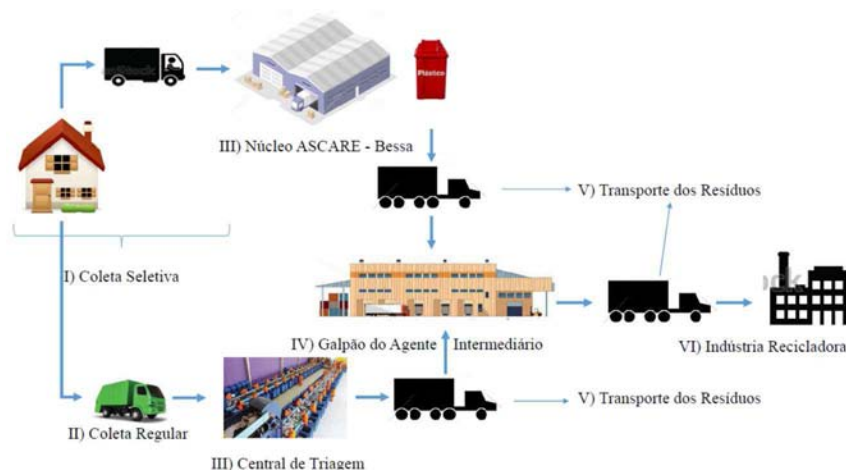 Plástico
III) Núcleo ASCARE - Bessa
V) Transporte dos Resíduos
I) Coleta Seletiva
IV) Galpão do Agente Intermediário
VI) Indústria Recicladora
II) Coleta Regular
III) Central de Triagem
V) Transporte dos Resíduos